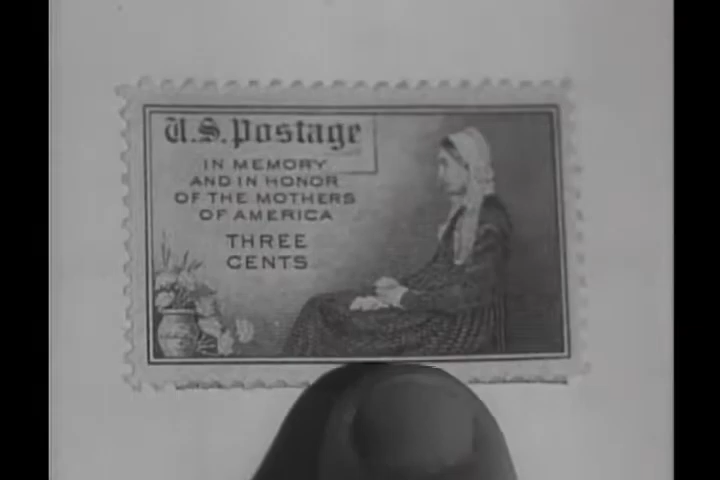 U.S. Postage
IN MEMORY
AND IN HONOR
OF THE MOTHERS
OF AMERICA
THREE
CENTS